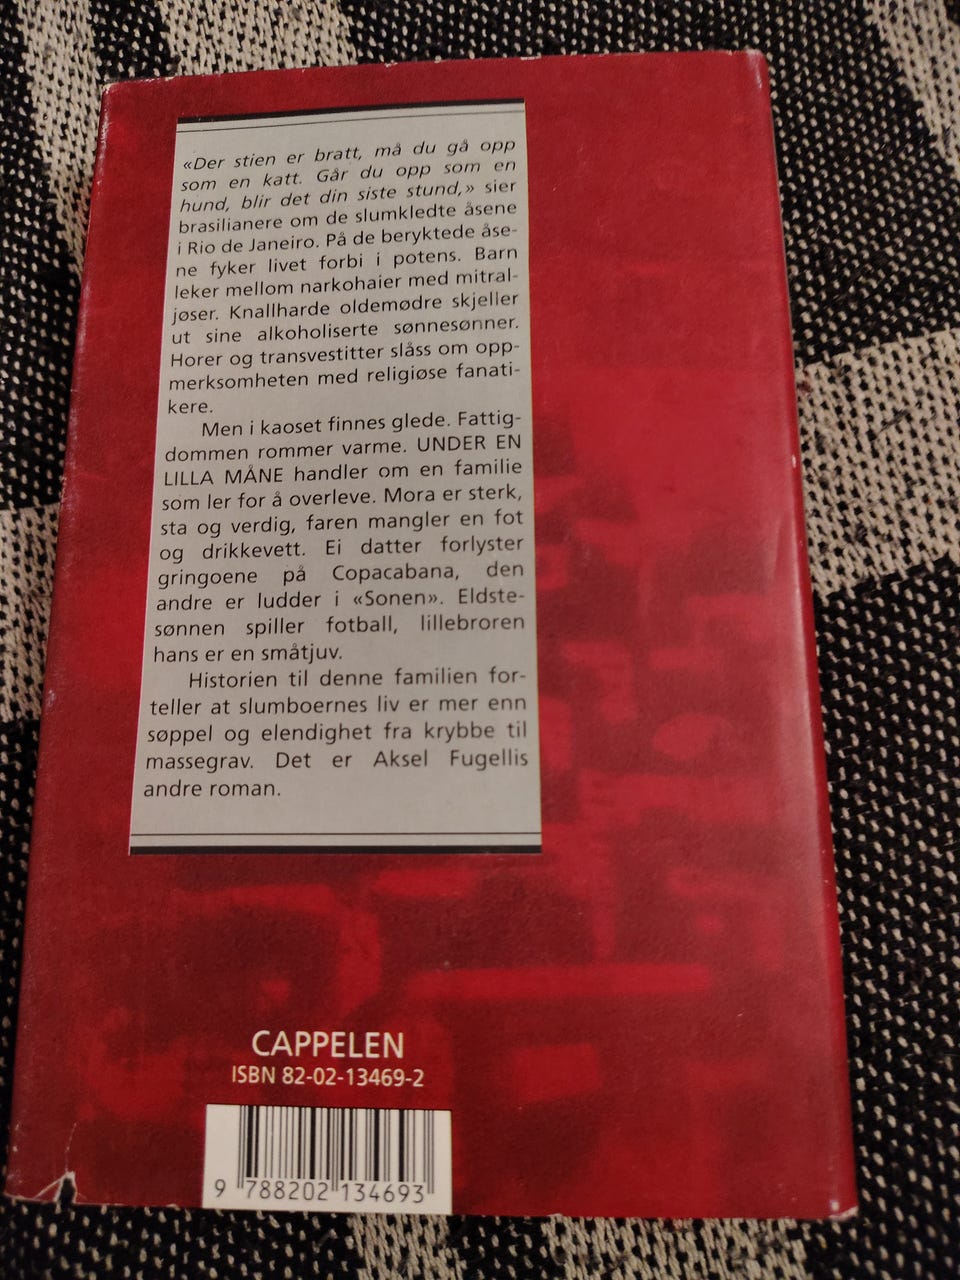 «Der stien er bratt, må du gå opp
som en katt. Går du opp som en
hund, blir det din siste stund,» sier
brasilianere om de slumkledte åsene
i Rio de Janeiro. På de beryktede åse-
ne fyker livet forbi i potens. Barn
leker mellom narkohaier med mitral-
jøser. Knallharde oldemødre skjeller
ut sine alkoholiserte sønnesønner.
Horer og transvestitter slåss om opp-
merksomheten med religiøse fanati-
kere.
Men i kaoset finnes glede. Fattig-
dommen rommer varme. UNDER EN
LILLA MÅNE handler om en familie
som ler for å overleve. Mora er sterk,
sta og verdig, faren mangler en fot
og drikkevett. Ei datter forlyster
gringoene på Copacabana, den
andre er ludder i «Sonen». Eldste-
sønnen spiller fotball, lillebroren
hans er en småtjuv.
Historien til denne familien for-
teller at slumboernes liv er mer enn
søppel og elendighet fra krybbe til
massegrav. Det er Aksel Fugellis
andre roman.
CAPPELEN
ISBN 82-02-13469-2
9 788202 134693